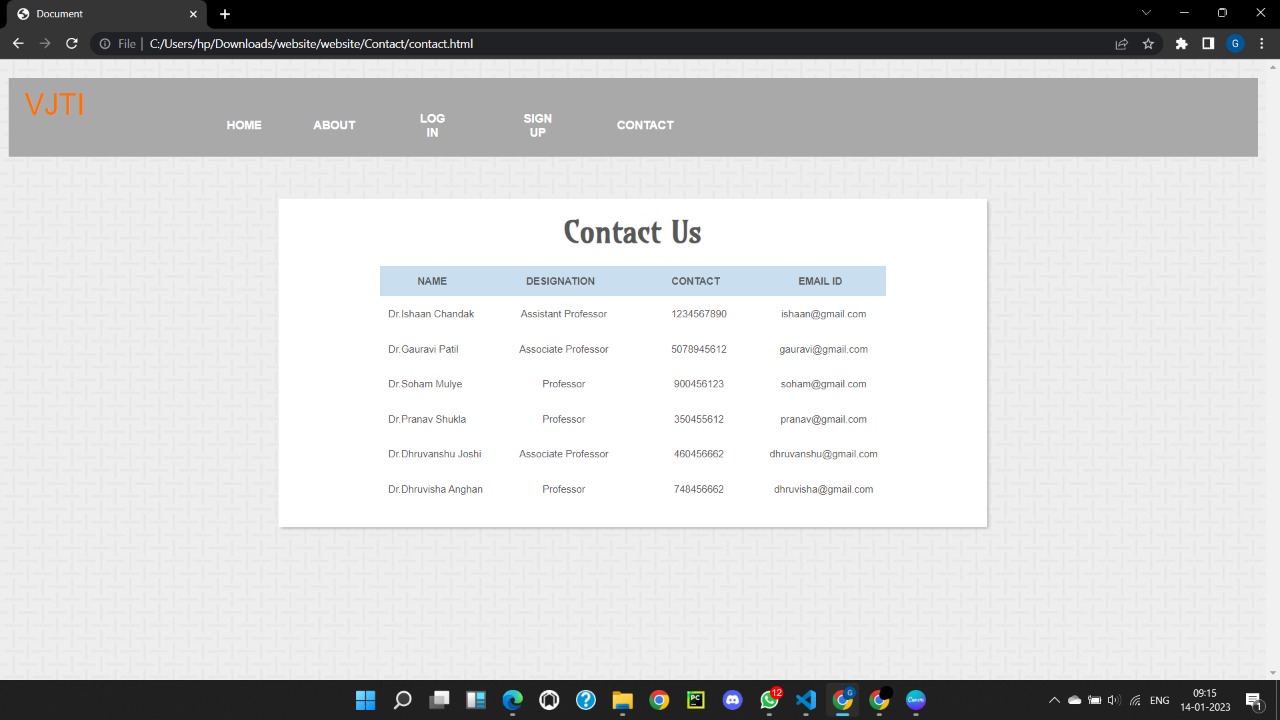 Document
File | C:/Users/hp/Downloads/website/website/Contact/contact.html
G
VJTI
HOME ABOUT LOG IN SIGN UP CONTACT
Contact Us
NAME DESIGNATION CONTACT EMAIL ID
Dr.Ishaan Chandak Assistant Professor 1234567890 ishaan@gmail.com
Dr.Gauravi Patil Associate Professor 5078945612 gauravi@gmail.com
Dr.Soham Mulye Professor 900456123 soham@gmail.com
Dr.Pranav Shukla Professor 350455612 pranav@gmail.com
Dr.Dhruvanshu Joshi Associate Professor 460456662 dhruvanshu@gmail.com
Dr.Dhruvisha Anghan Professor 748456662 dhruvisha@gmail.com
PC 12 G Canva ENG 09:15
14-01-2023 1